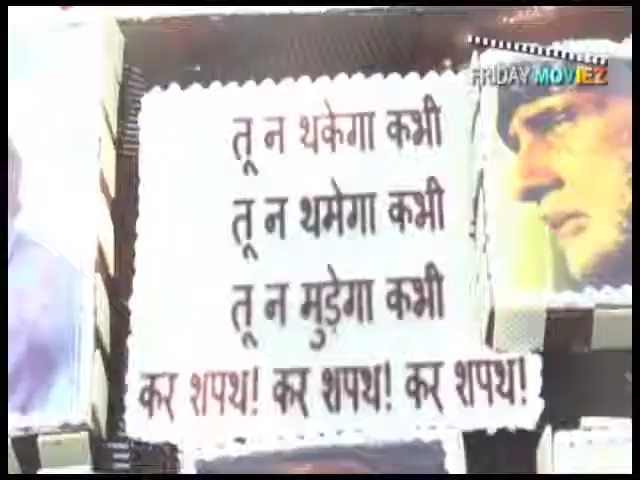 FRIDAY MOVIEZ
तू न थकेगा कभी
तू न थमेगा कभी
तू न मुड़ेगा कभी
कर शपथ! कर शपथ! कर शपथ!